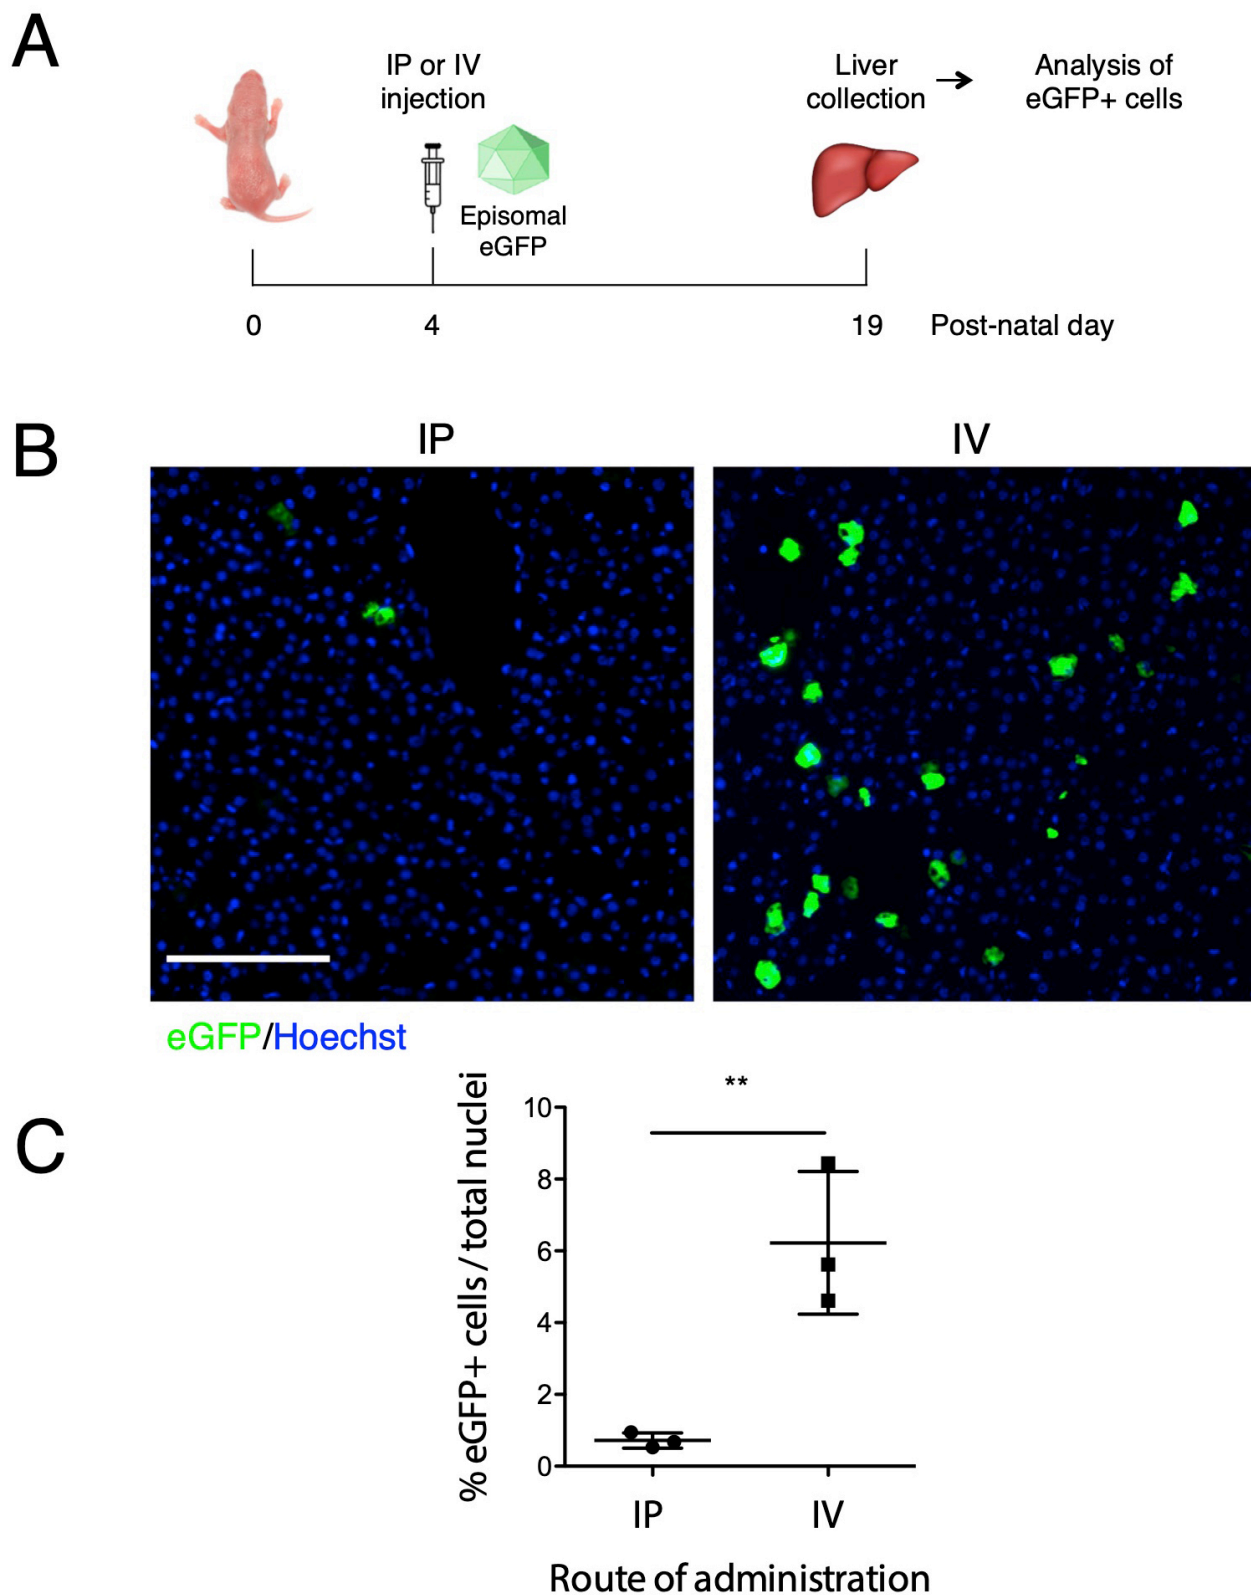 A
IP or IV
injection
Episomal
eGFP
Liver
collection
Analysis of
eGFP+ cells
0
4
19
Post-natal day
B
IP
IV
eGFP/Hoechst
C
% eGFP+ cells / total nuclei
**
10
8
6
4
2
0
IP
IV
Route of administration